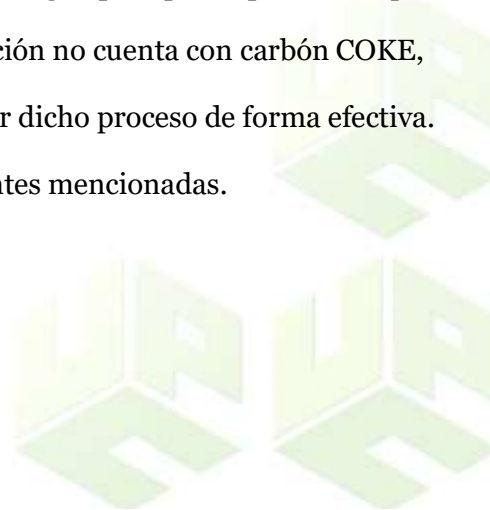 ción no cuenta con carbón COKE,
r dicho proceso de forma efectiva.
ntes mencionadas.